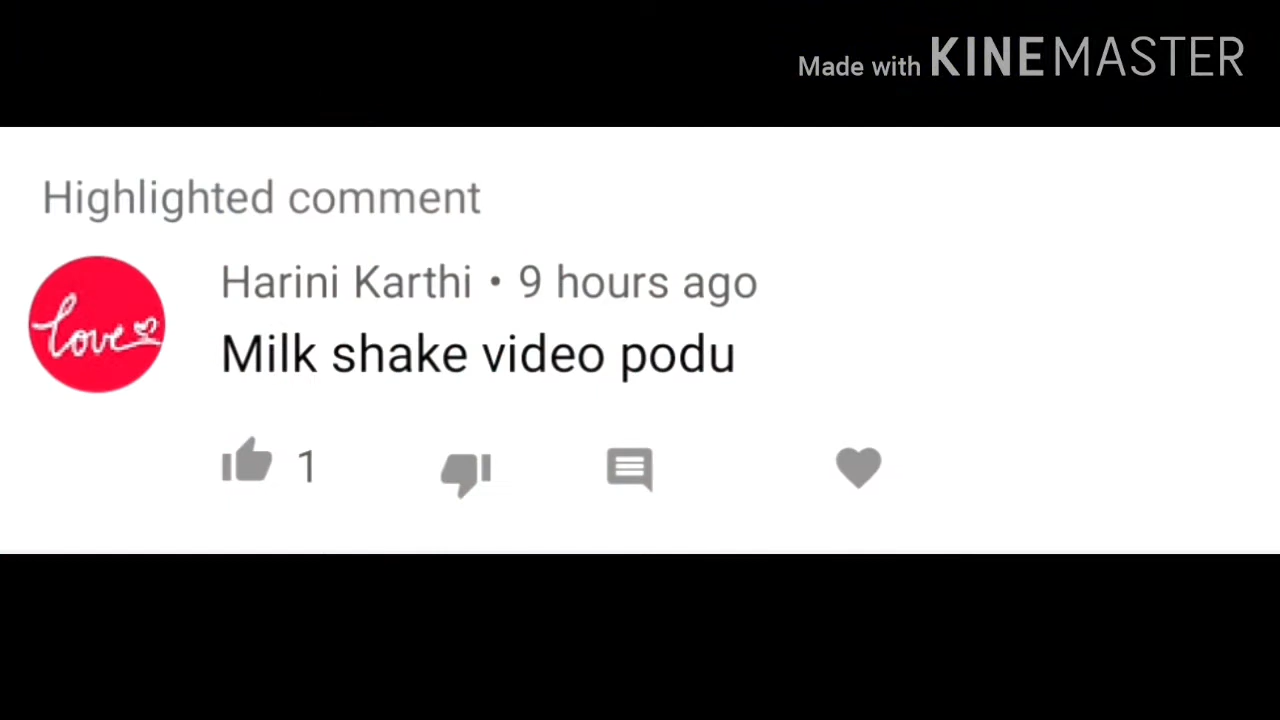 Made with KINEMASTER
Highlighted comment
Harini Karthi • 9 hours ago
love
Milk shake video podu
1